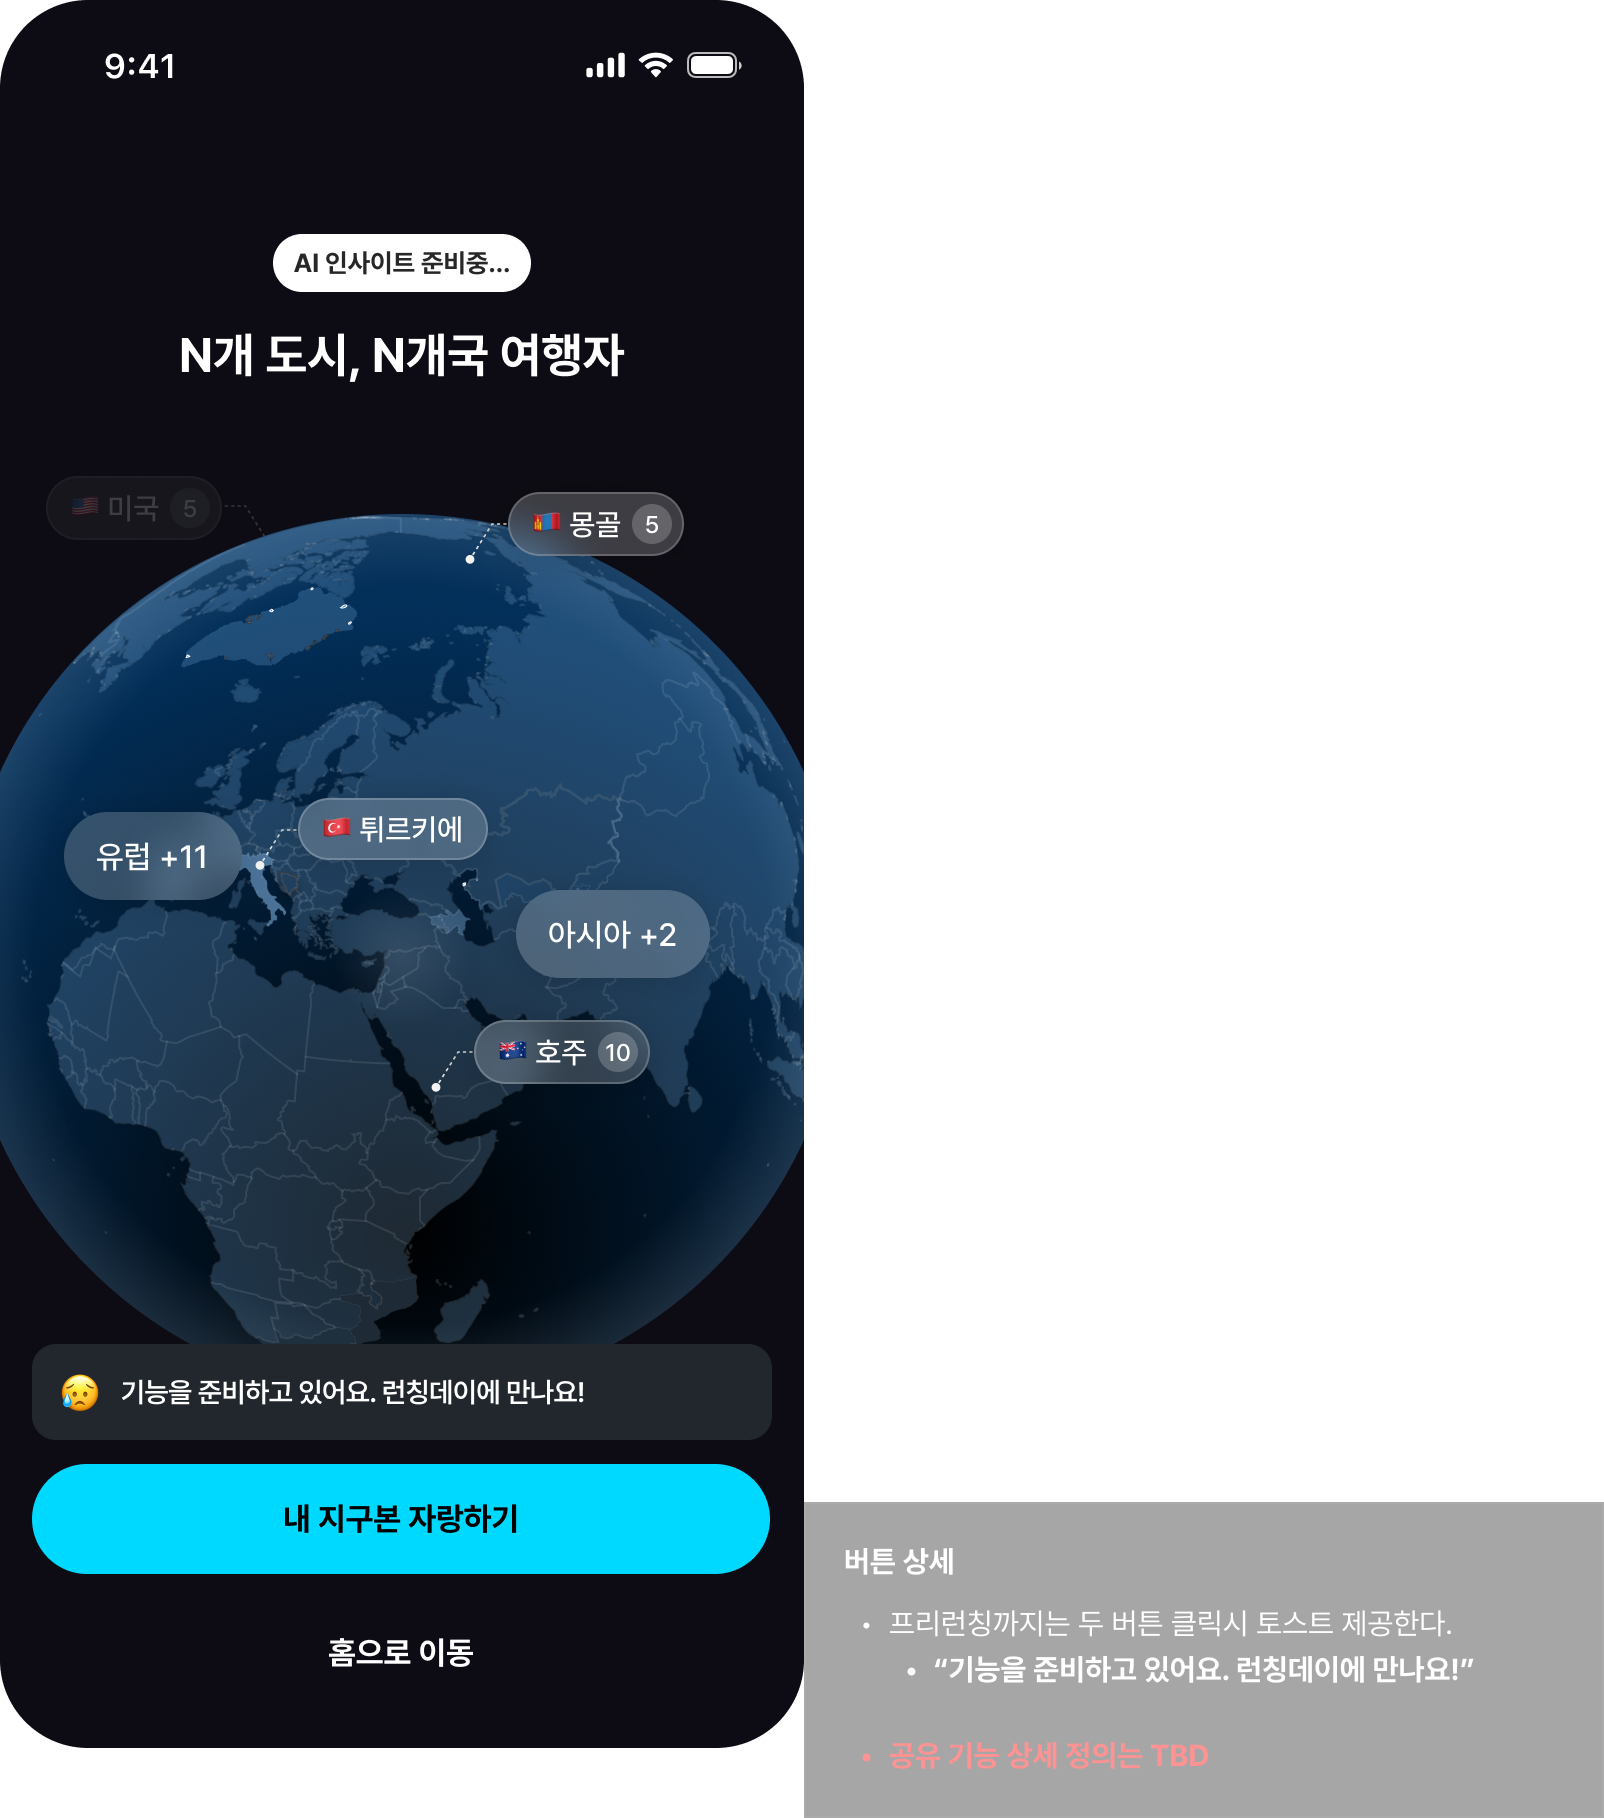 9:41
AI 인사이트 준비중...
N개 도시, N개국 여행자
미국 5
몽골 5
튀르키에
유럽 +11
아시아 +2
호주 10
기능을 준비하고 있어요. 런칭데이에 만나요!
내 지구본 자랑하기
홈으로 이동
버튼 상세
• 프리런칭까지는 두 버튼 클릭시 토스트 제공한다.
• “기능을 준비하고 있어요. 런칭데이에 만나요!”
• 공유 기능 상세 정의는 TBD